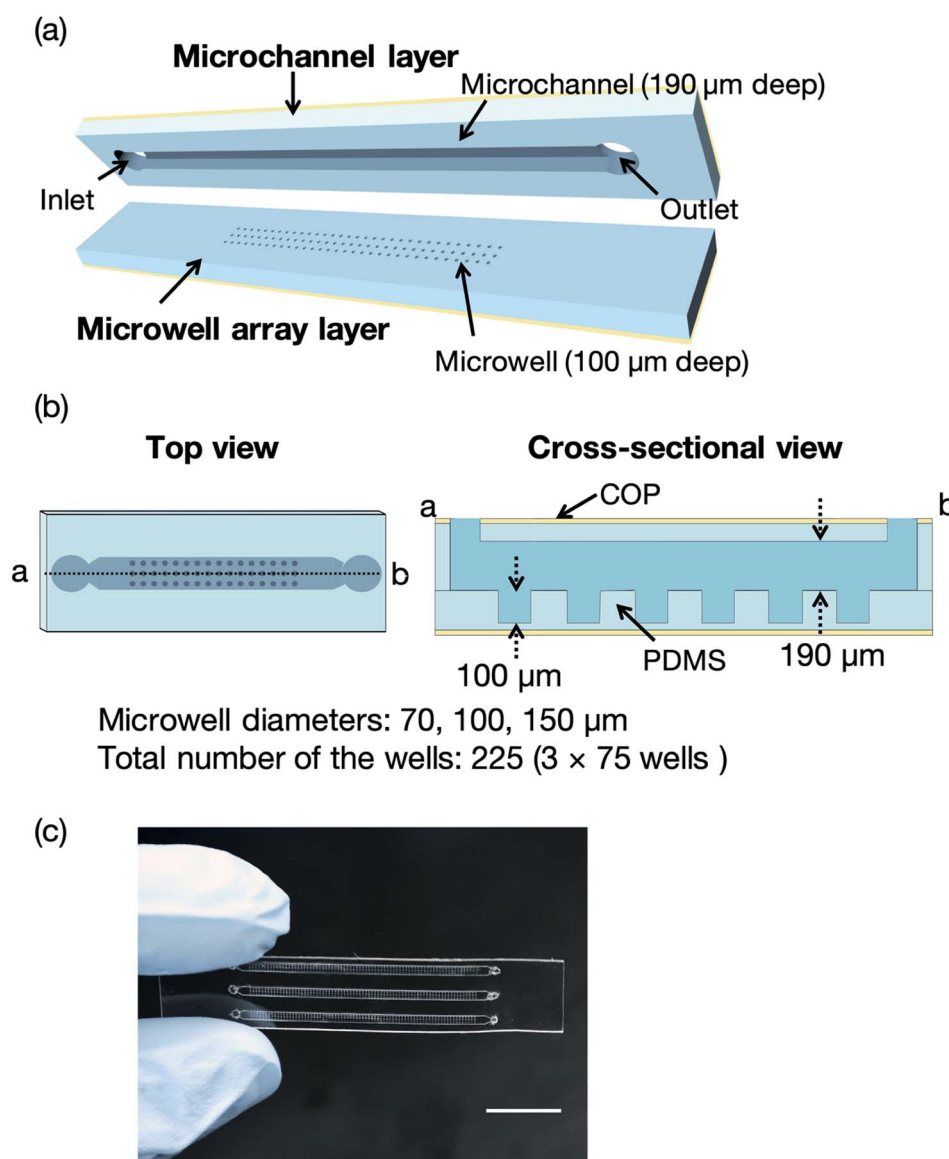 (a)
Microchannel layer
Microchannel (190 µm deep)
Inlet
Outlet
Microwell array layer
Microwell (100 µm deep)
(b)
Top view
Cross-sectional view
COP
a
b
a
b
PDMS
100 µm
190 µm
Microwell diameters: 70, 100, 150 µm
Total number of the wells: 225 (3 × 75 wells )
(c)